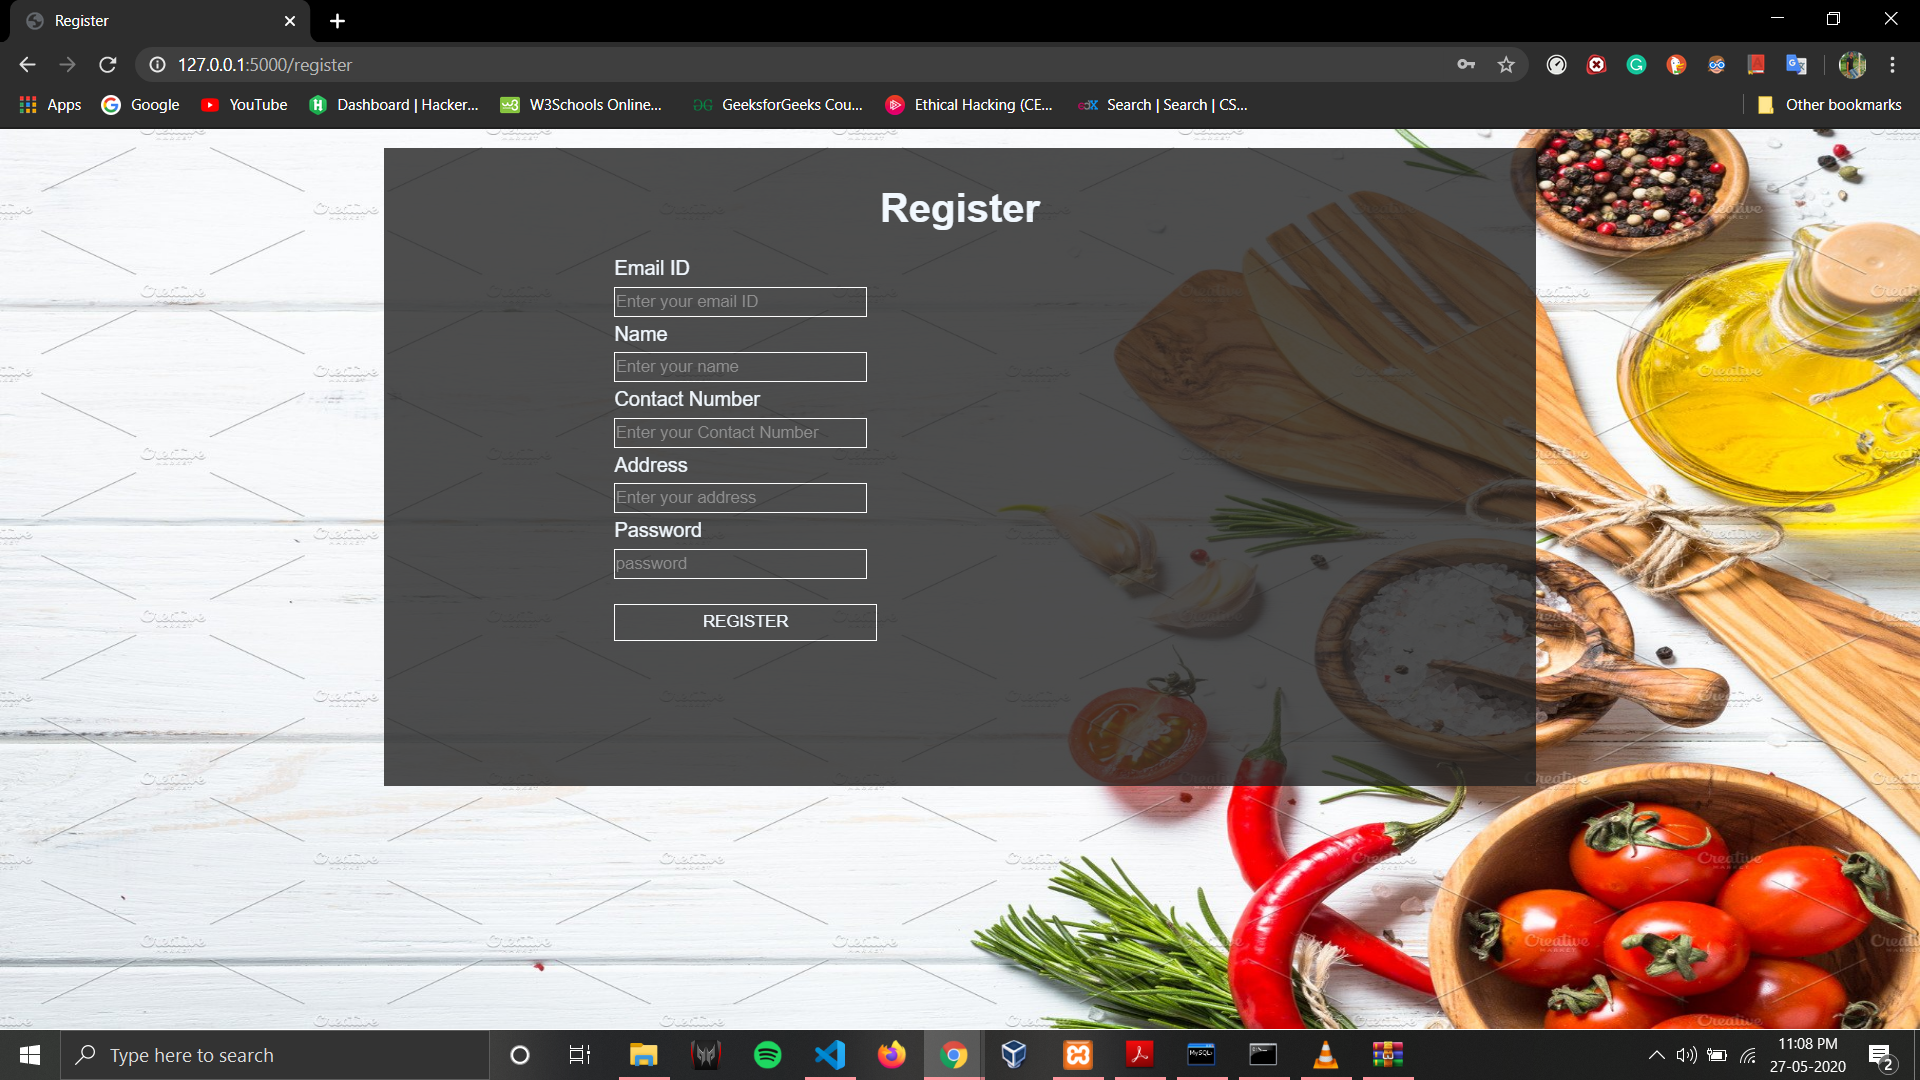 Register
127.0.0.1:5000/register
Apps
Google
YouTube
Dashboard | Hacker...
W3Schools Online...
GeeksforGeeks Cou...
Ethical Hacking (CE...
Search | Search | CS...
Other bookmarks
Register
Email ID
Enter your email ID
Name
Enter your name
Contact Number
Enter your Contact Number
Address
Enter your address
Password
password
REGISTER
Creative
MARKET
Type here to search
11:08 PM
27-05-2020
2